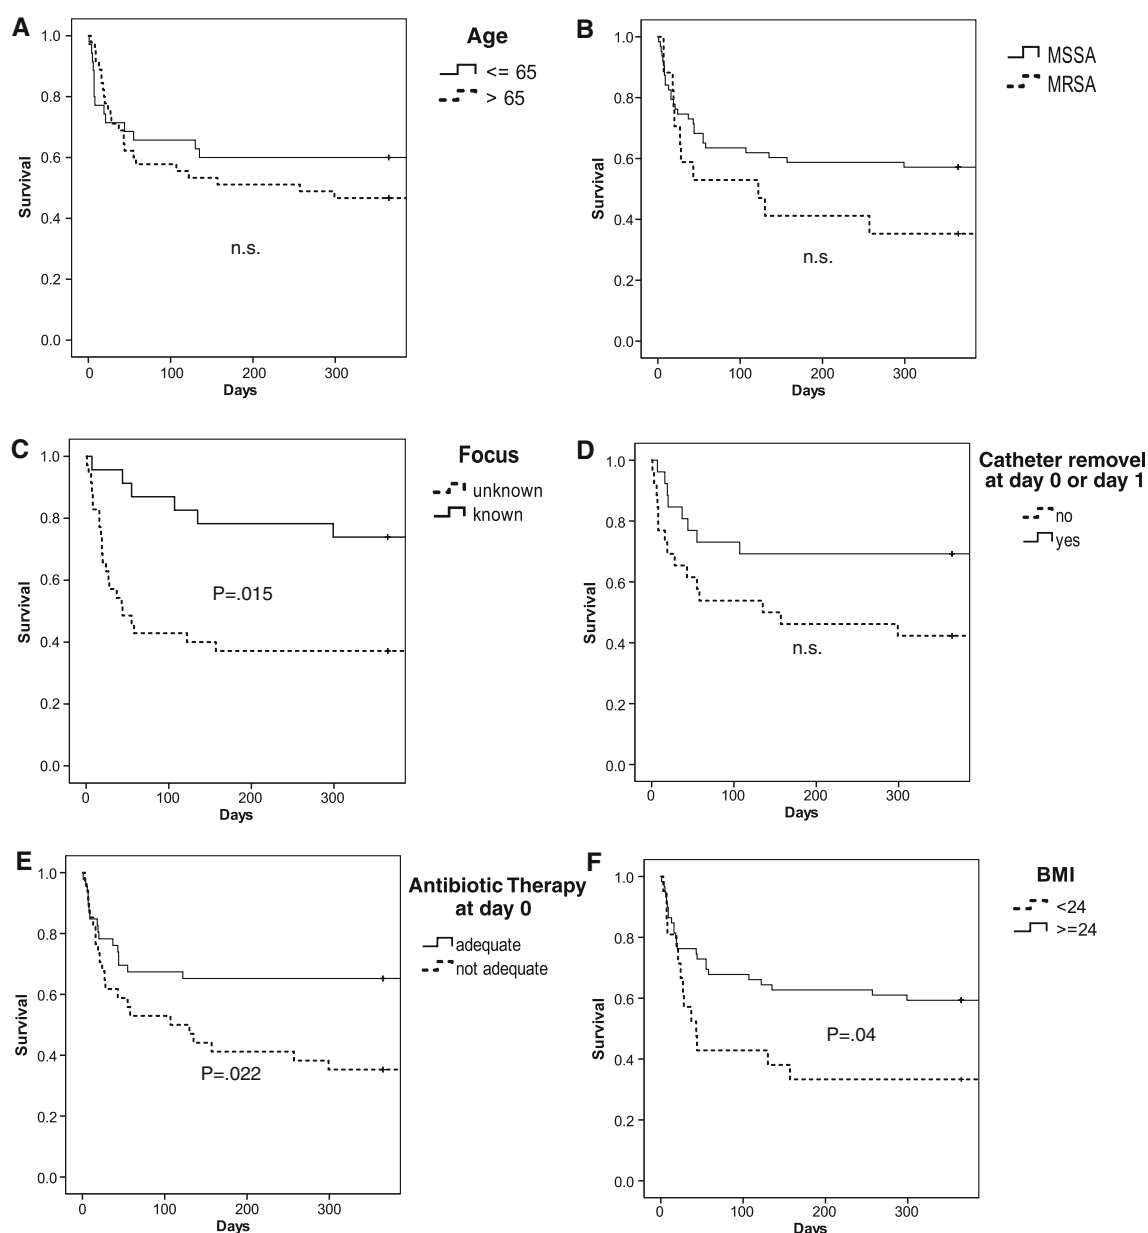 A
Age
<= 65
> 65
1.0
0.8
0.6
0.4
0.2
0.0
Survival
n.s.
0 100 200 300
Days
B
MSSA
MRSA
1.0
0.8
0.6
0.4
0.2
0.0
Survival
n.s.
0 100 200 300
Days
C
Focus
unknown
known
1.0
0.8
0.6
0.4
0.2
0.0
Survival
P=.015
0 100 200 300
Days
D
Catheter removel
at day 0 or day 1
no
yes
1.0
0.8
0.6
0.4
0.2
0.0
Survival
n.s.
0 100 200 300
Days
E
Antibiotic Therapy
at day 0
adequate
not adequate
1.0
0.8
0.6
0.4
0.2
0.0
Survival
P=.022
0 100 200 300
Days
F
BMI
<24
>=24
1.0
0.8
0.6
0.4
0.2
0.0
Survival
P=.04
0 100 200 300
Days